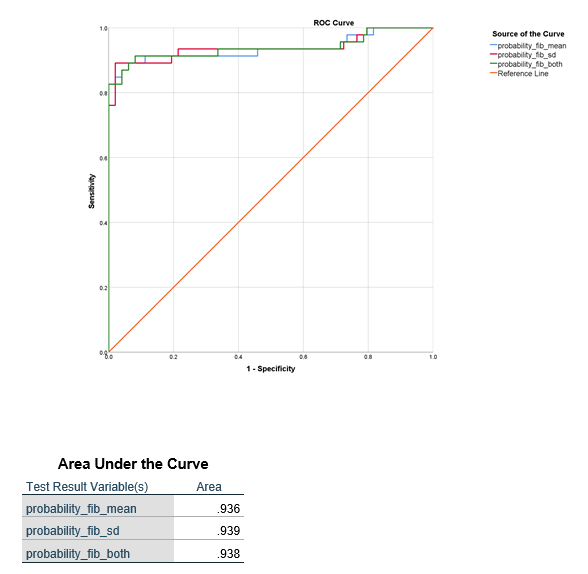 ROC Curve
Source of the Curve
probability_fib_mean
probability_fib_sd
probability_fib_both
Reference Line
1.0
0.8
0.6
0.4
0.2
0.0
Sensitivity
0.0 0.2 0.4 0.6 0.8 1.0
1 - Specificity
Area Under the Curve
Test Result Variable(s) Area
probability_fib_mean .936
probability_fib_sd .939
probability_fib_both .938